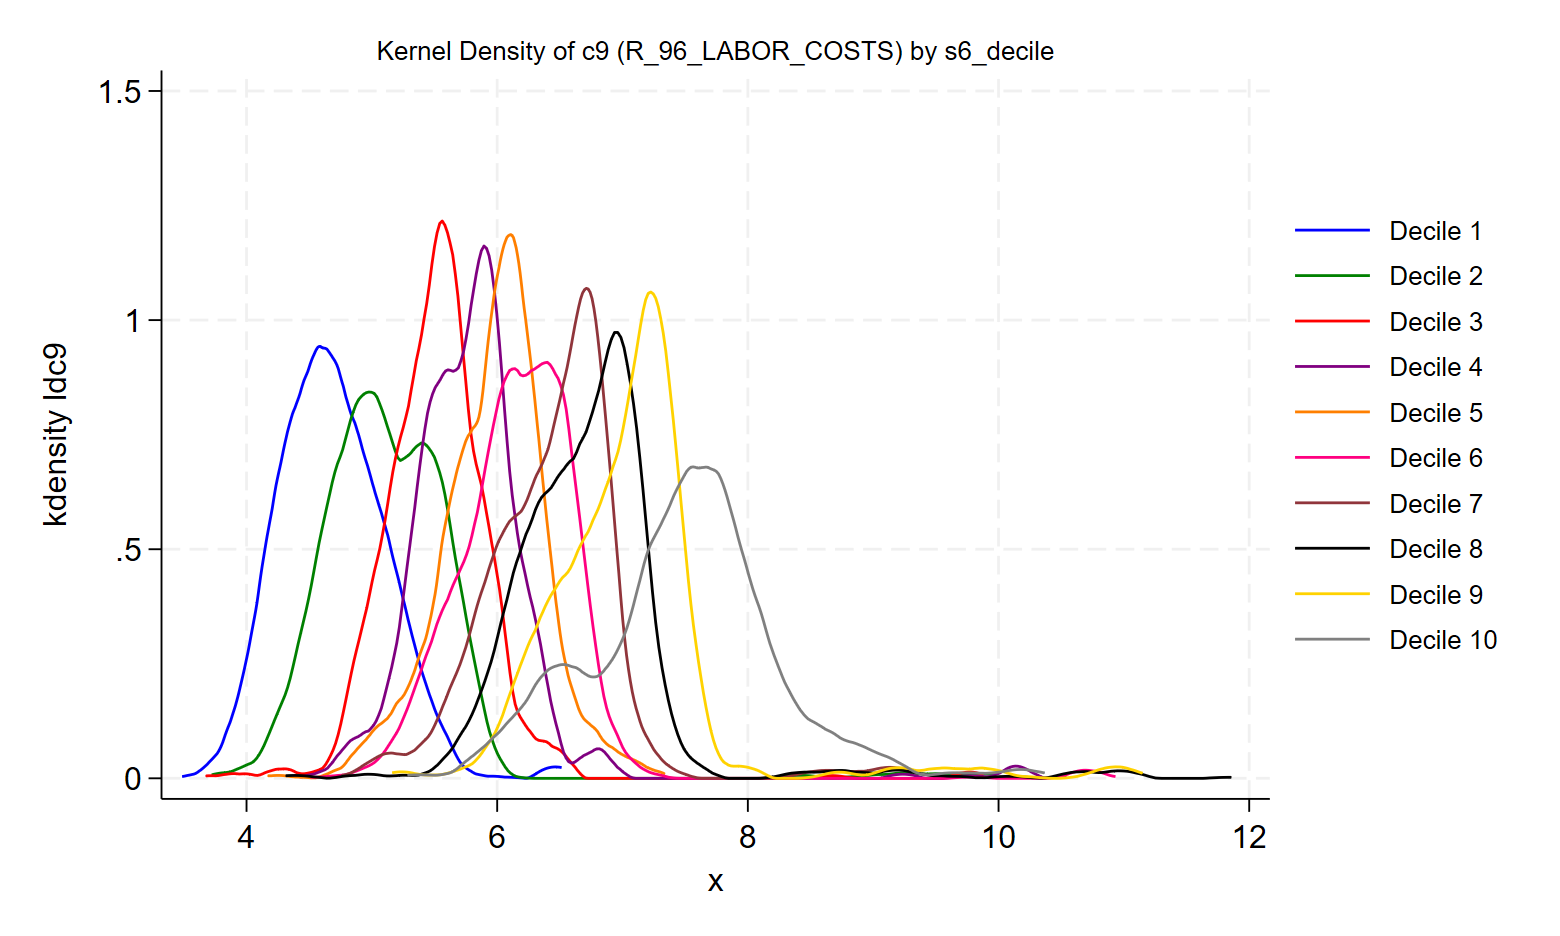 Kernel Density of c9 (R_96_LABOR_COSTS) by s6_decile
1.5
1
.5
0
kdensity ldc9
4 6 8 10 12
x
Decile 1
Decile 2
Decile 3
Decile 4
Decile 5
Decile 6
Decile 7
Decile 8
Decile 9
Decile 10